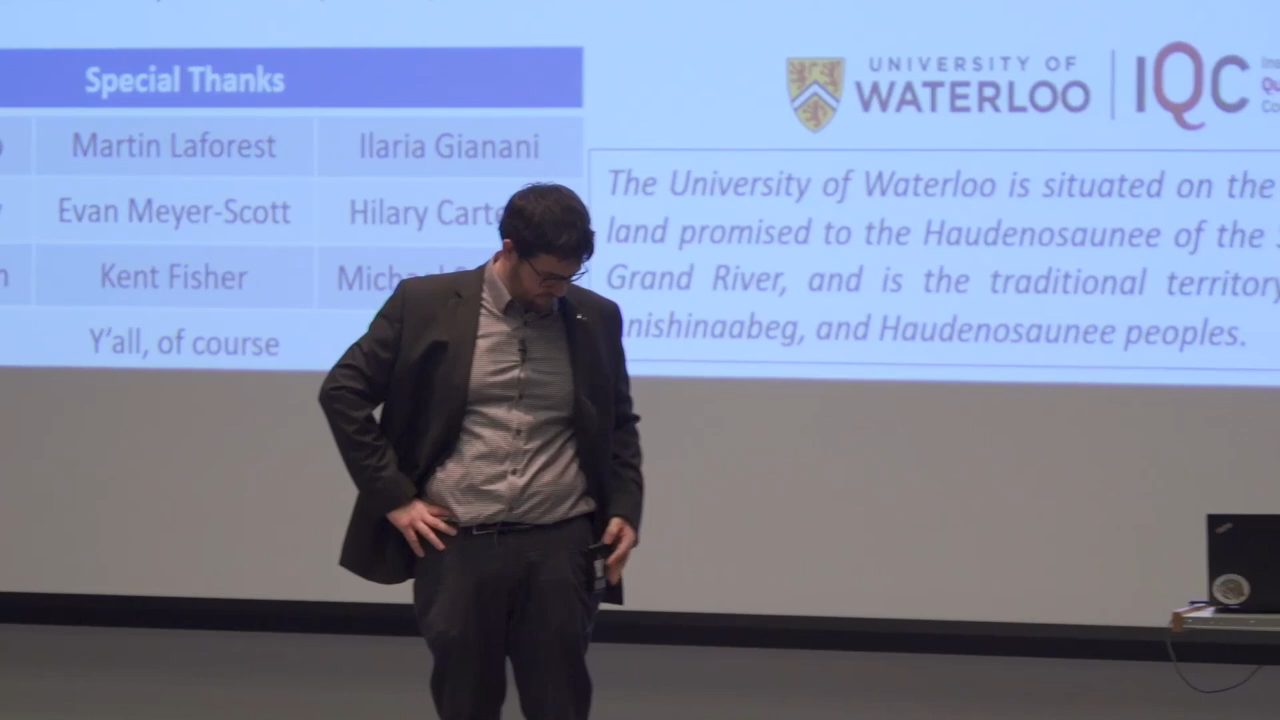 Special Thanks
Martin Laforest Ilaria Gianani
Evan Meyer-Scott Hilary
Kent Fisher
Y'all, of course
UNIVERSITY OF
WATERLOO
IQC
The University of Waterloo is situated on the
land promised to the Haudenosaunee of the
Grand River, and is the traditional territory
and Haudenosaunee peoples.